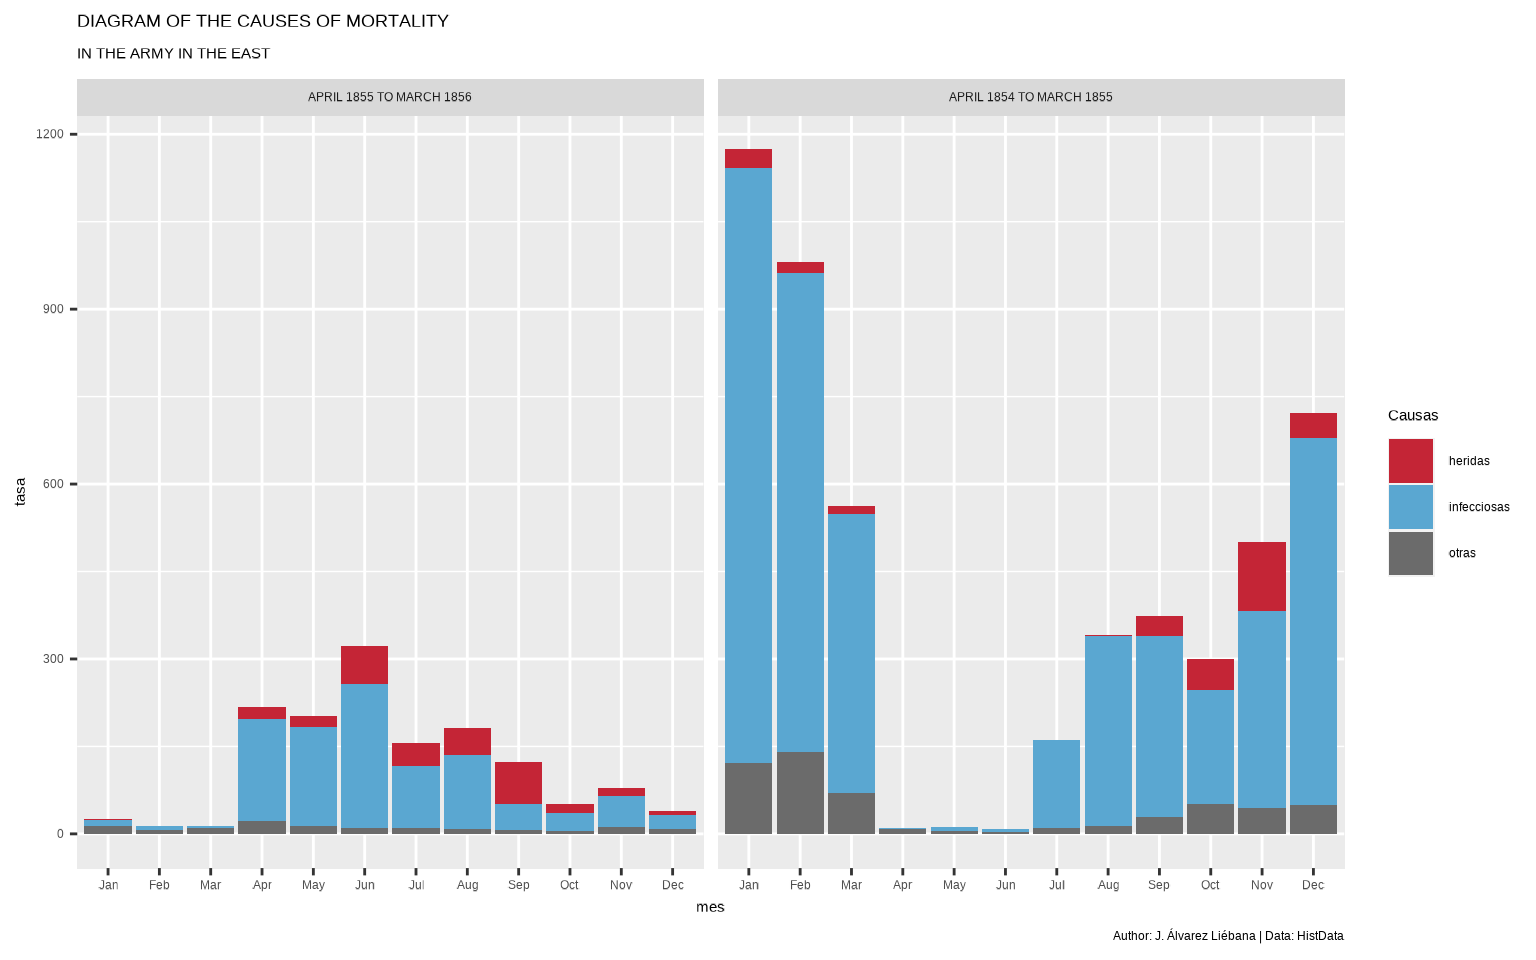 DIAGRAM OF THE CAUSES OF MORTALITY
IN THE ARMY IN THE EAST
APRIL 1855 TO MARCH 1856
APRIL 1854 TO MARCH 1855
1200
900
600
300
0
tasa
Jan Feb Mar Apr May Jun Jul Aug Sep Oct Nov Dec
Jan Feb Mar Apr May Jun Jul Aug Sep Oct Nov Dec
mes
Causas
heridas
infecciosas
otras
Author: J. Álvarez Liébana | Data: HistData